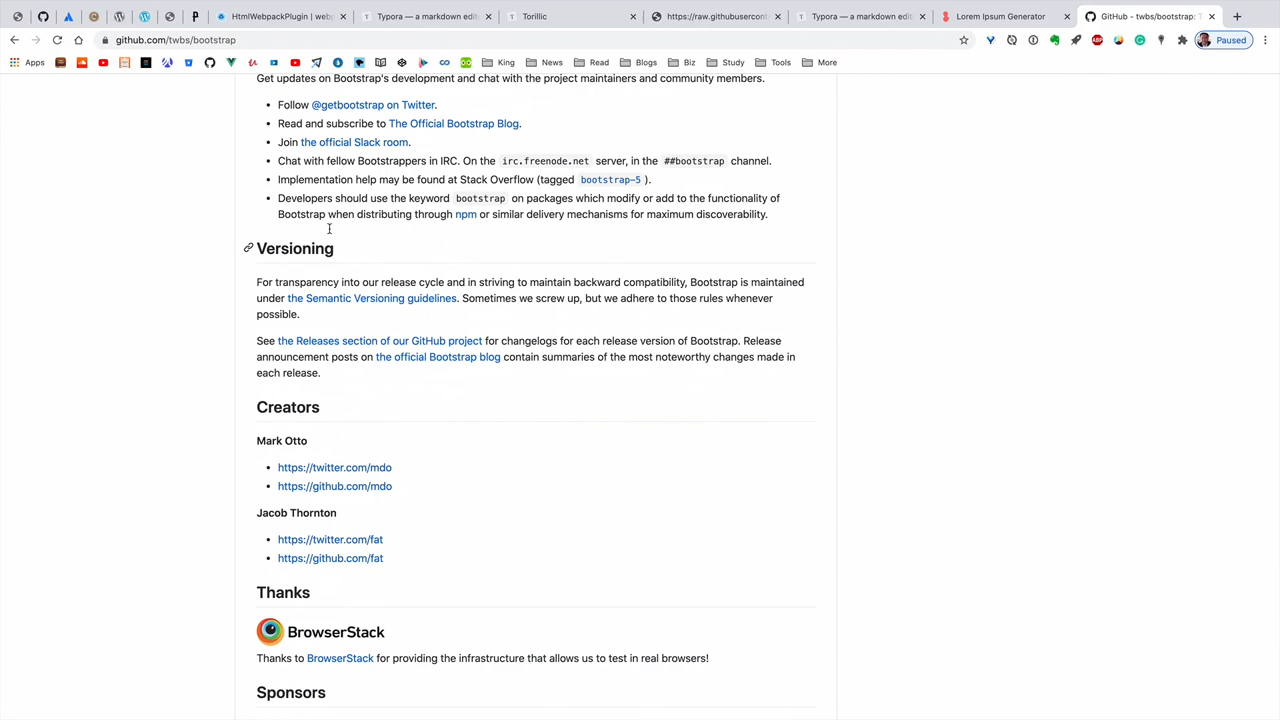 HtmlWebpackPlugin | webp
Typora — a markdown edit
Torillic
https://raw.githubusercont
Typora — a markdown edit
Lorem Ipsum Generator
GitHub - twbs/bootstrap: T
github.com/twbs/bootstrap
Paused
Apps
King
News
Read
Blogs
Biz
Study
Tools
More
Get updates on Bootstrap's development and chat with the project maintainers and community members.
Follow @getbootstrap on Twitter.
Read and subscribe to The Official Bootstrap Blog.
Join the official Slack room.
Chat with fellow Bootstrappers in IRC. On the irc.freenode.net server, in the ##bootstrap channel.
Implementation help may be found at Stack Overflow (tagged bootstrap-5 ).
Developers should use the keyword bootstrap on packages which modify or add to the functionality of
Bootstrap when distributing through npm or similar delivery mechanisms for maximum discoverability.
Versioning
For transparency into our release cycle and in striving to maintain backward compatibility, Bootstrap is maintained
under the Semantic Versioning guidelines. Sometimes we screw up, but we adhere to those rules whenever
possible.
See the Releases section of our GitHub project for changelogs for each release version of Bootstrap. Release
announcement posts on the official Bootstrap blog contain summaries of the most noteworthy changes made in
each release.
Creators
Mark Otto
https://twitter.com/mdo
https://github.com/mdo
Jacob Thornton
https://twitter.com/fat
https://github.com/fat
Thanks
BrowserStack
Thanks to BrowserStack for providing the infrastructure that allows us to test in real browsers!
Sponsors